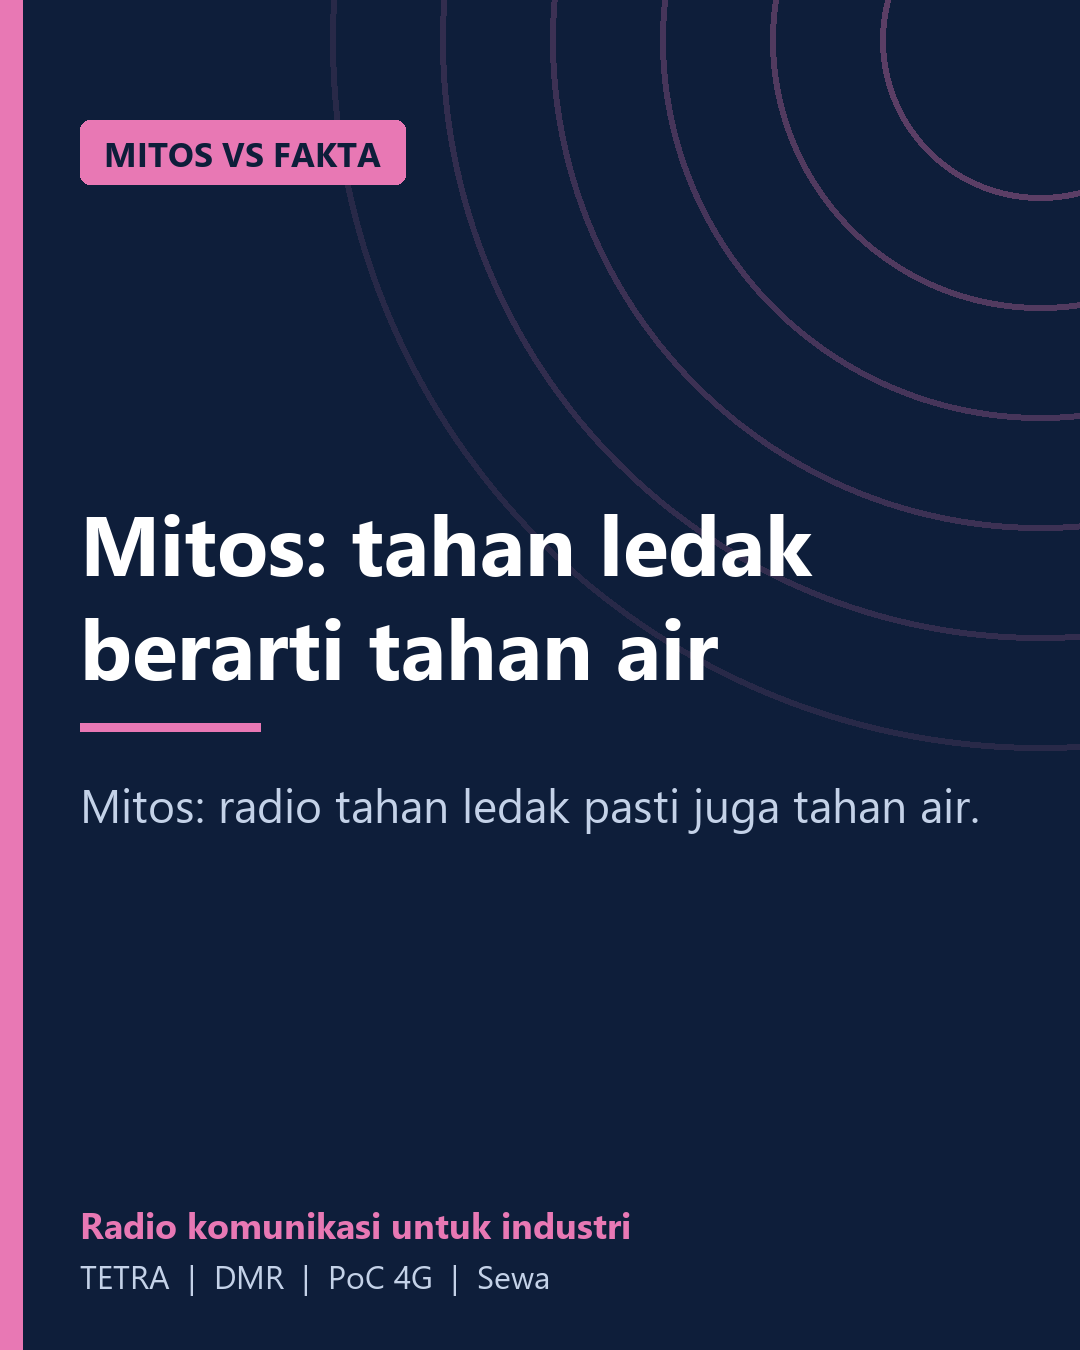 MITOS VS FAKTA
Mitos: tahan ledak
berarti tahan air
Mitos: radio tahan ledak pasti juga tahan air.
Radio komunikasi untuk industri
TETRA | DMR | PoC 4G | Sewa